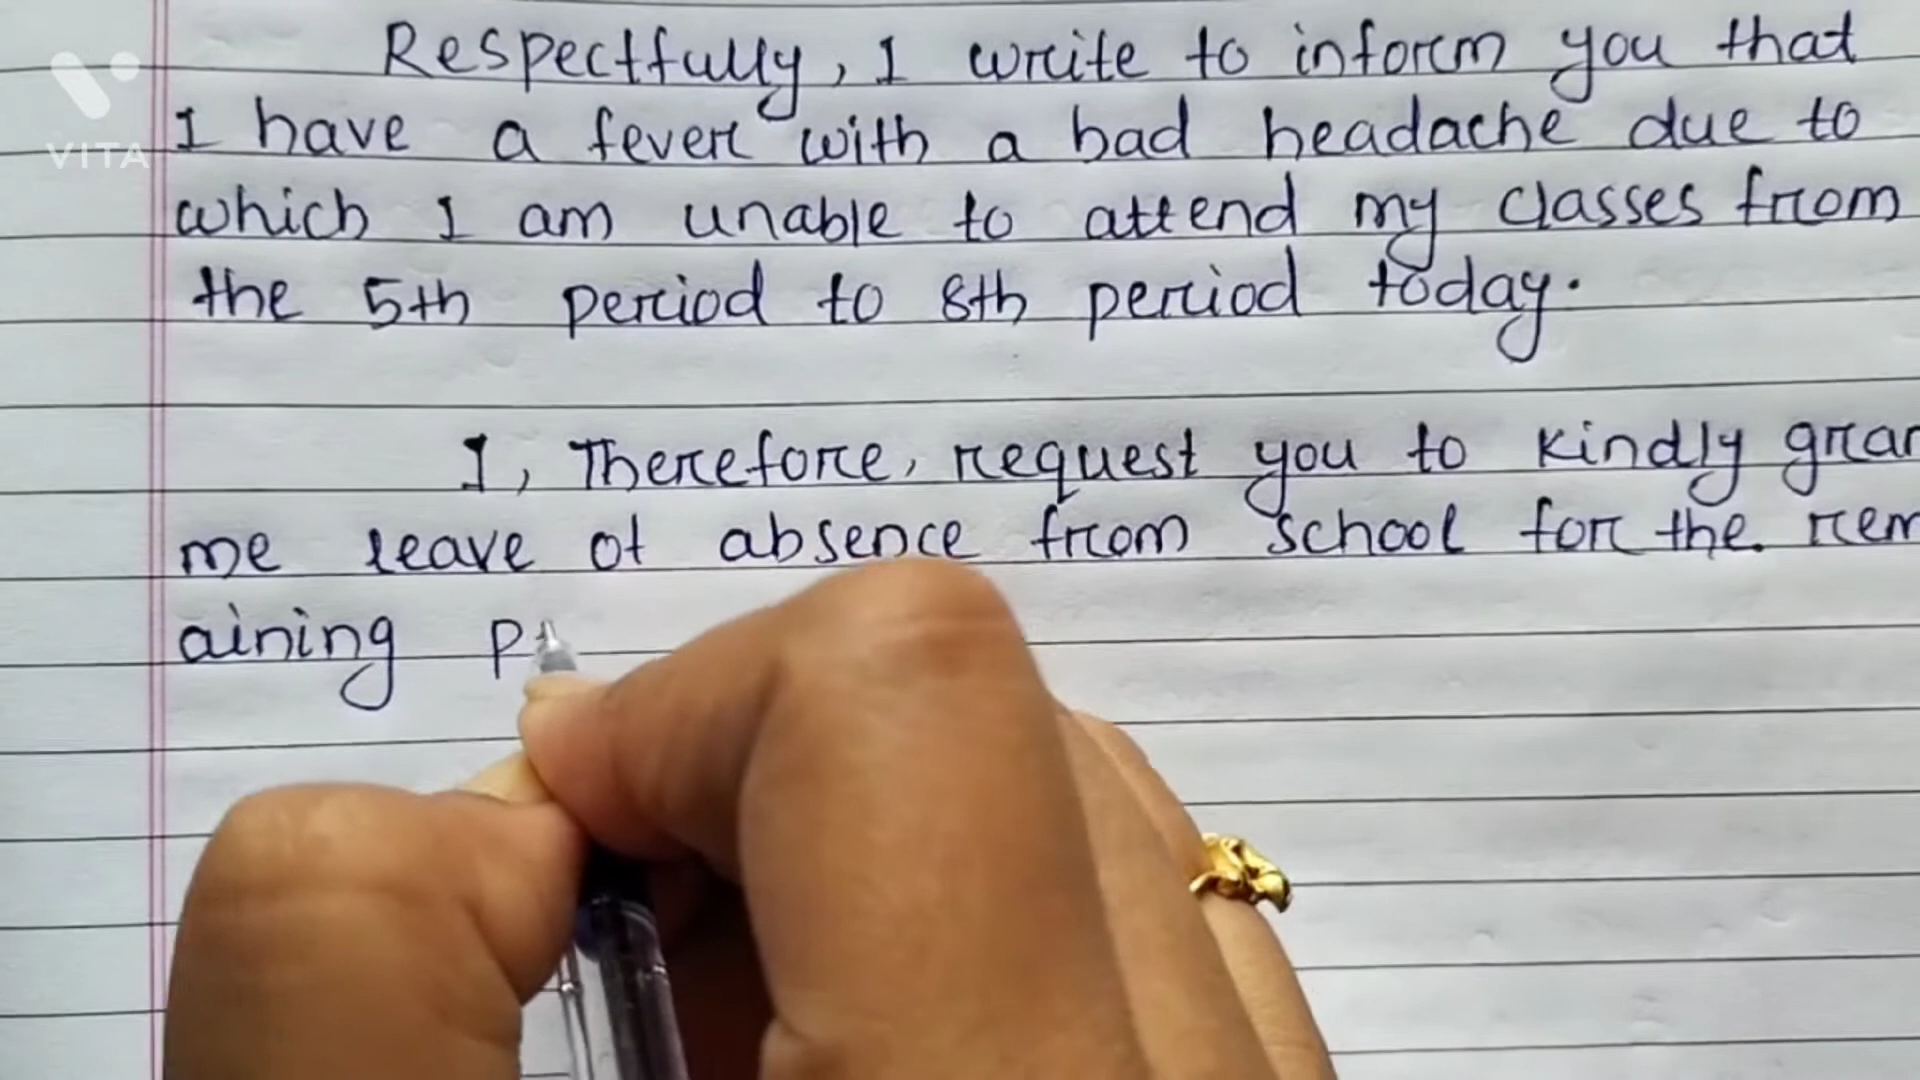 VITA
Respectfully, I write to inform you that
I have a fever with a bad headache due to
which I am unable to attend my classes from
the 5th period to 8th period today.
I, Therefore, request you to kindly gran
me leave of absence from school for the rem
aining p